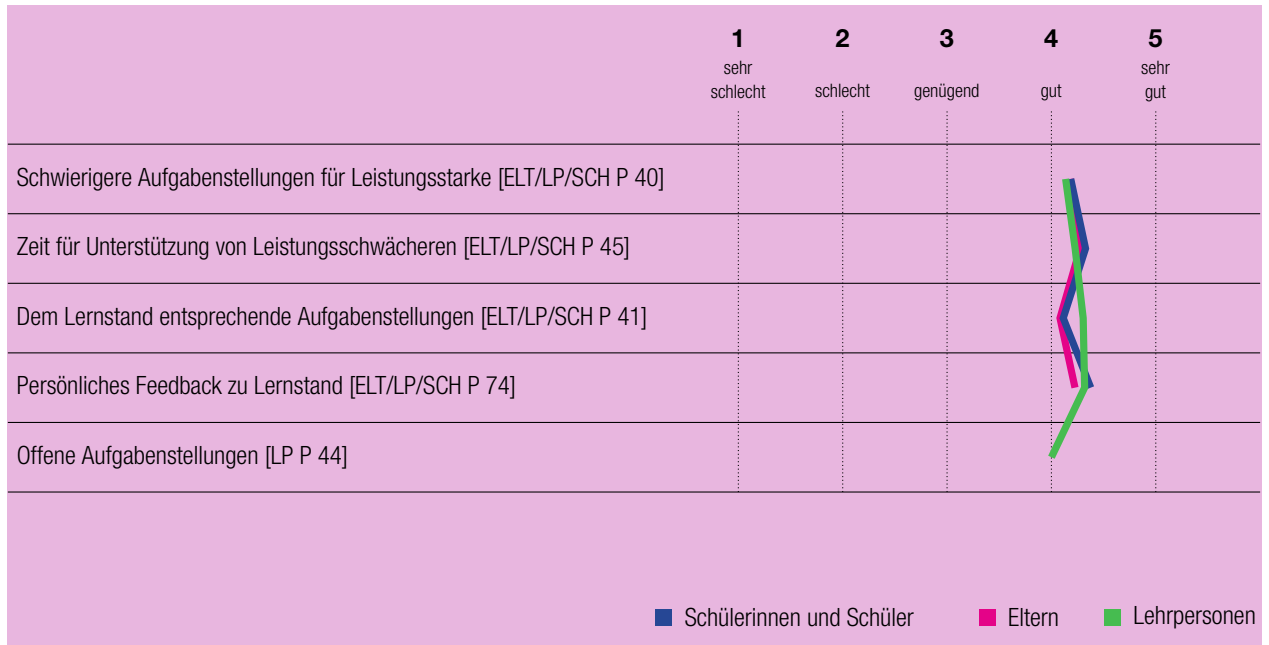 1 2 3 4 5
sehr schlecht schlecht genügend gut sehr gut
Schwierigere Aufgabenstellungen für Leistungsstarke [ELT/LP/SCH P 40]
Zeit für Unterstützung von Leistungsschwächeren [ELT/LP/SCH P 45]
Dem Lernstand entsprechende Aufgabenstellungen [ELT/LP/SCH P 41]
Persönliches Feedback zu Lernstand [ELT/LP/SCH P 74]
Offene Aufgabenstellungen [LP P 44]
Schülerinnen und Schüler Eltern Lehrpersonen